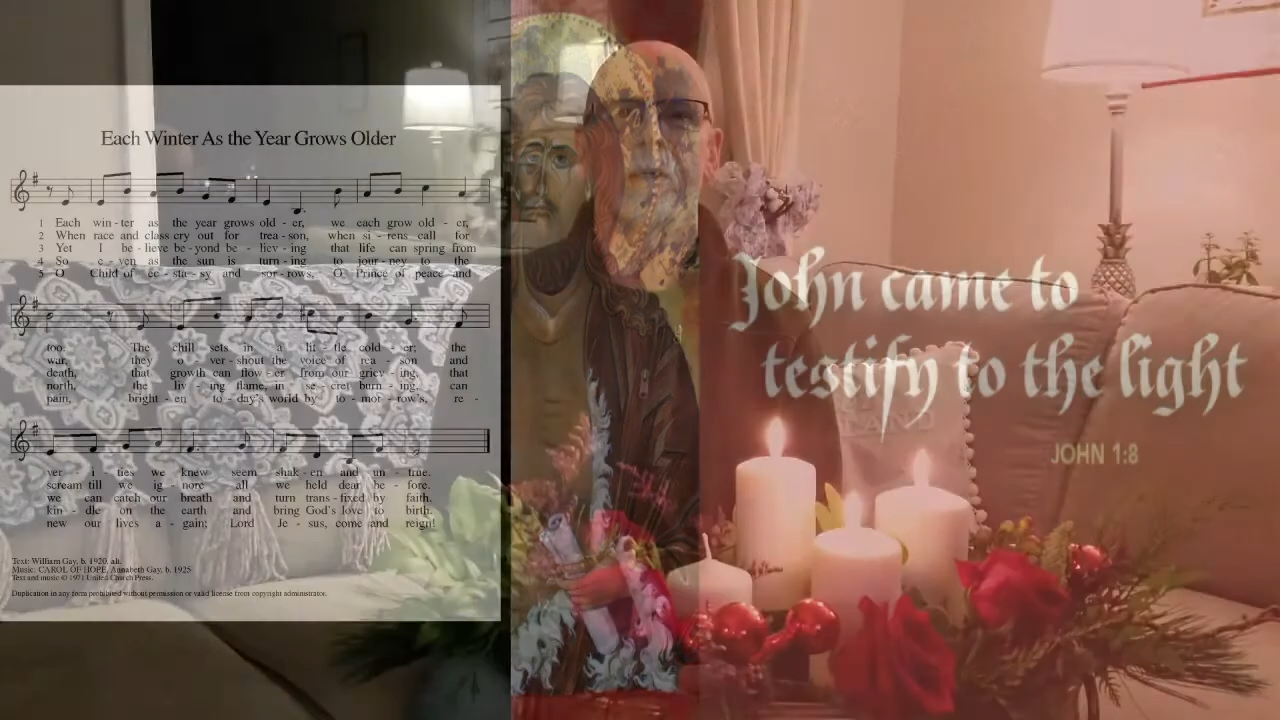 Each Winter As the Year Grows Older
1 Each win - ter as the year grows old - er, we each grow old - er,
2 When race and class cry out for trea - son, when si - rens call for
3 Yet I be - lieve be - yond be - liev - ing that life can spring from
4 So e - ven as the sun is turn - ing to jour - ney to the
5 O Child of ec - sta - sy and sor - rows, O Prince of peace and
too. The chill sets in a lit - tle cold - er; the
war, they o - ver - shout the voice of rea - son and
death, that growth can flow - er from our griev - ing, that
north, the liv - ing flame, in se - cret burn - ing, can
pain, bright - en to - day's world by to - mor - row's, re -
ver - i - ties we knew seem shak - en and un - true.
scream till we ig - nore all we held dear be - fore.
we can catch our breath and turn trans - fixed by faith.
kin - dle on the earth and bring God's love to birth.
new our lives a - gain; Lord Je - sus, come and reign!
Text: William Gay, b. 1920, alt.
Music: CAROL OF HOPE, Annabeth Gay, b. 1925
Text and music © 1971 United Church Press.
Duplication in any form prohibited without permission or valid license from copyright administrator.
John came to
testify to the light
JOHN 1:8